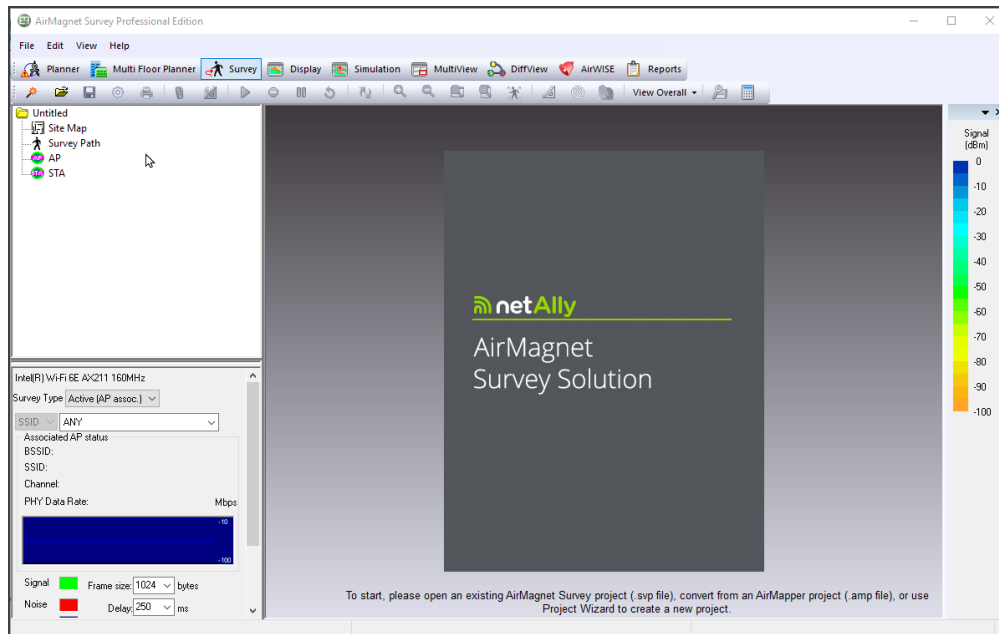 AirMagnet Survey Professional Edition
File Edit View Help
Planner Multi Floor Planner Survey Display Simulation MultiView DiffView AirWISE Reports
View Overall
Untitled
Site Map
Survey Path
AP
STA
netAlly
AirMagnet
Survey Solution
To start, please open an existing AirMagnet Survey project (.svp file), convert from an AirMapper project (.amp file), or use
Project Wizard to create a new project.
Signal
(dBm)
0
-10
-20
-30
-40
-50
-60
-70
-80
-90
-100
Intel(R) Wi-Fi 6E AX211 160MHz
Survey Type Active (AP assoc.)
SSID ANY
Associated AP status
BSSID:
SSID:
Channel:
PHY Data Rate: Mbps
-10
-100
Signal Frame size: 1024 bytes
Noise Delay: 250 ms